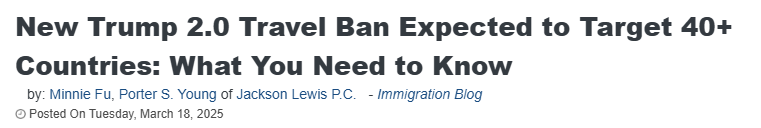 New Trump 2.0 Travel Ban Expected to Target 40+
Countries: What You Need to Know
by: Minnie Fu, Porter S. Young of Jackson Lewis P.C. - Immigration Blog
Posted On Tuesday, March 18, 2025